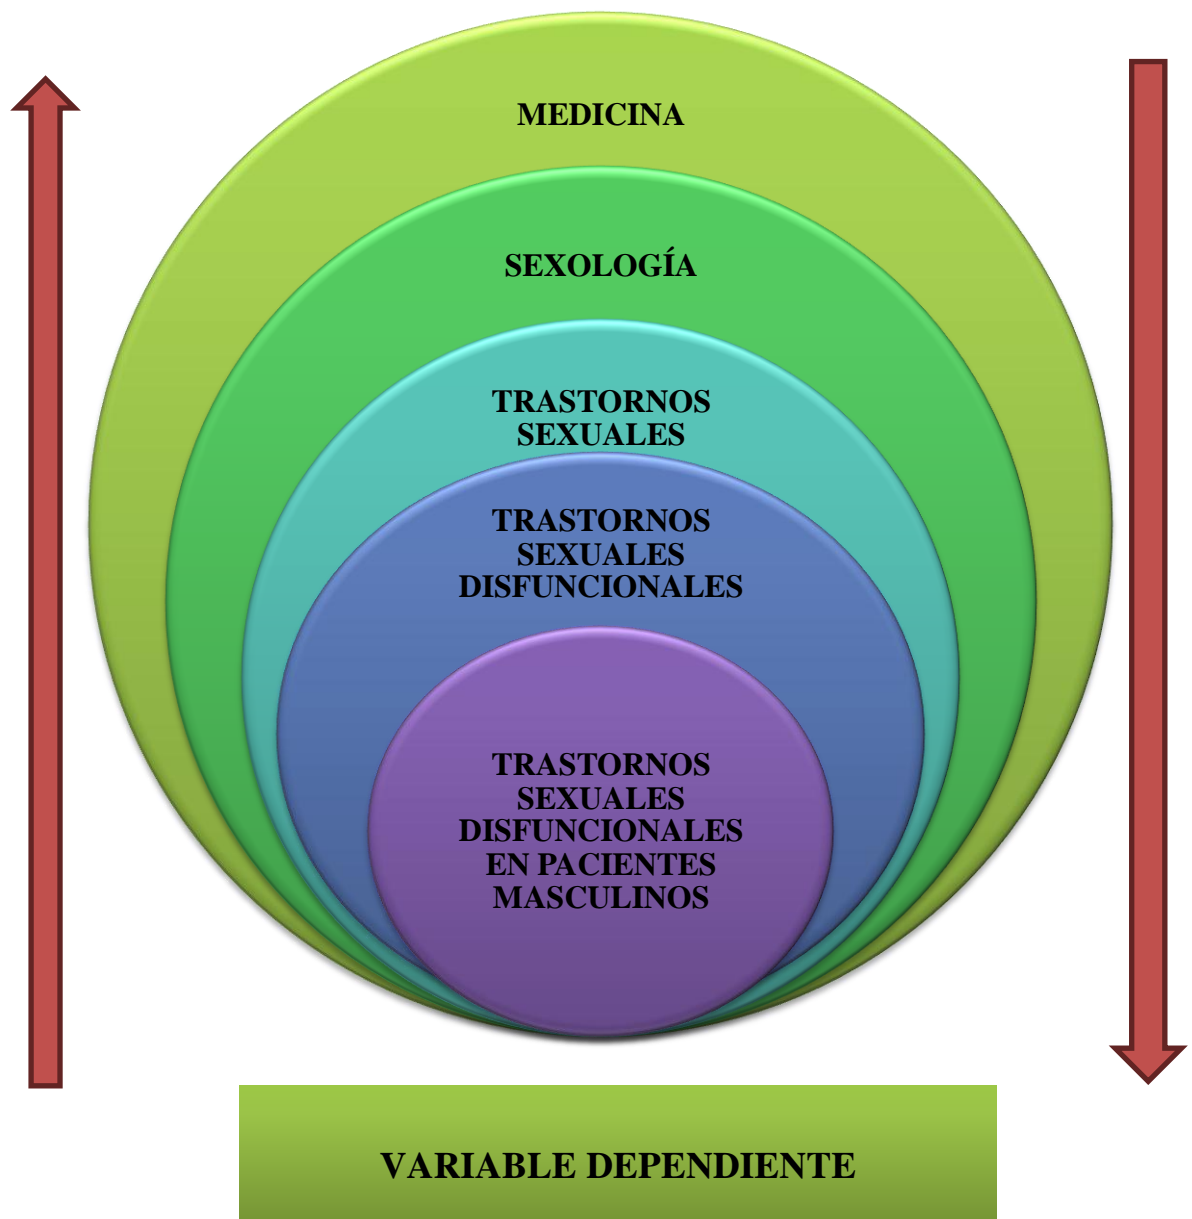 MEDICINA
SEXOLOGÍA
TRASTORNOS
SEXUALES
TRASTORNOS
SEXUALES
DISFUNCIONALES
TRASTORNOS
SEXUALES
DISFUNCIONALES
EN PACIENTES
MASCULINOS
VARIABLE DEPENDIENTE